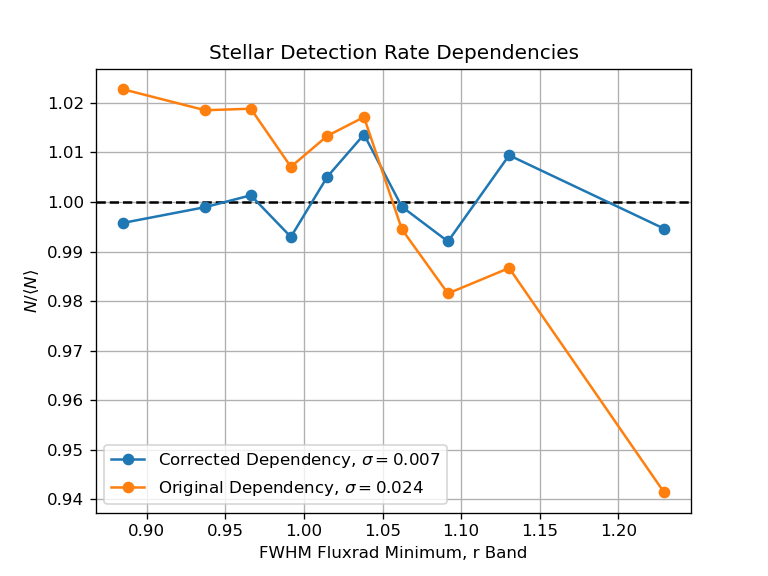 Stellar Detection Rate Dependencies
1.02
1.01
1.00
0.99
0.98
0.97
0.96
0.95
0.94
N/⟨N⟩
Corrected Dependency, σ = 0.007
Original Dependency, σ = 0.024
0.90 0.95 1.00 1.05 1.10 1.15 1.20
FWHM Fluxrad Minimum, r Band